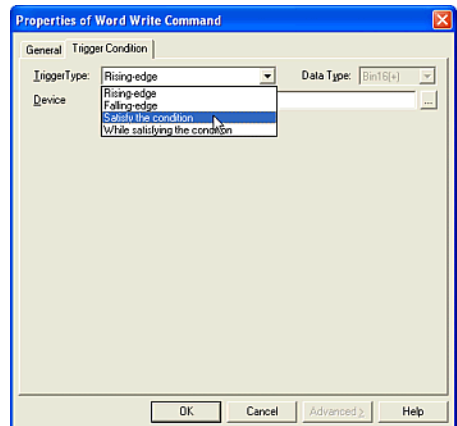 Properties of Word Write Command
General Trigger Condition
TriggerType: Rising-edge Data Type: Bin16(+)
Rising-edge
Device ...
Falling-edge
Satisfy the condition
While satisfying the condition
OK Cancel Advanced > Help